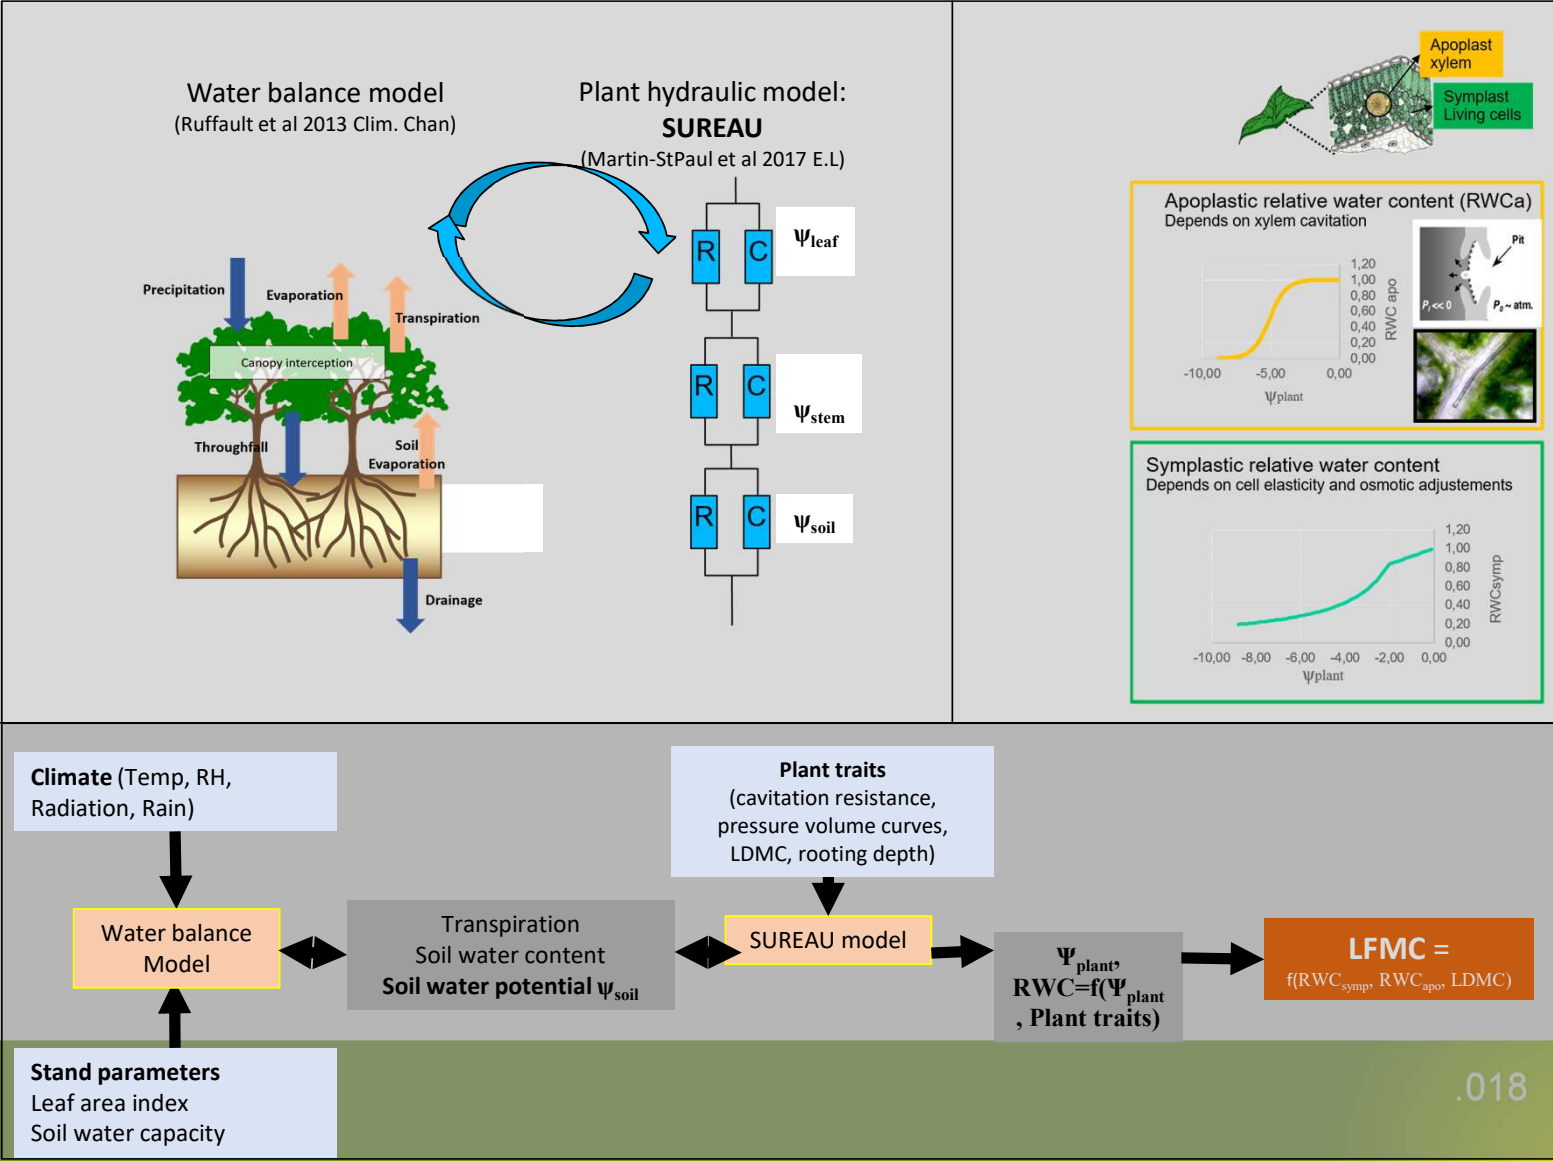 Water balance model
(Ruffault et al 2013 Clim. Chan)
Plant hydraulic model:
SUREAU
(Martin-StPaul et al 2017 E.L)
Precipitation
Evaporation
Transpiration
Canopy interception
Throughfall
Soil
Evaporation
Drainage
R
C
Ψleaf
R
C
Ψstem
R
C
Ψsoil
Apoplast
xylem
Symplast
Living cells
Apoplastic relative water content (RWCa)
Depends on xylem cavitation
1,20
1,00
0,80
0,60
0,40
0,20
0,00
RWC apo
-10,00
-5,00
0,00
Ψplant
Pit
Pl << 0
P0 ~ atm.
Symplastic relative water content
Depends on cell elasticity and osmotic adjustements
1,20
1,00
0,80
0,60
0,40
0,20
0,00
RWCsymp
-10,00
-8,00
-6,00
-4,00
-2,00
0,00
Ψplant
Climate (Temp, RH,
Radiation, Rain)
Plant traits
(cavitation resistance,
pressure volume curves,
LDMC, rooting depth)
Water balance
Model
Transpiration
Soil water content
Soil water potential ψsoil
SUREAU model
Ψplant,
RWC=f(Ψplant
, Plant traits)
LFMC =
f(RWCsymp, RWCapo, LDMC)
Stand parameters
Leaf area index
Soil water capacity
.018